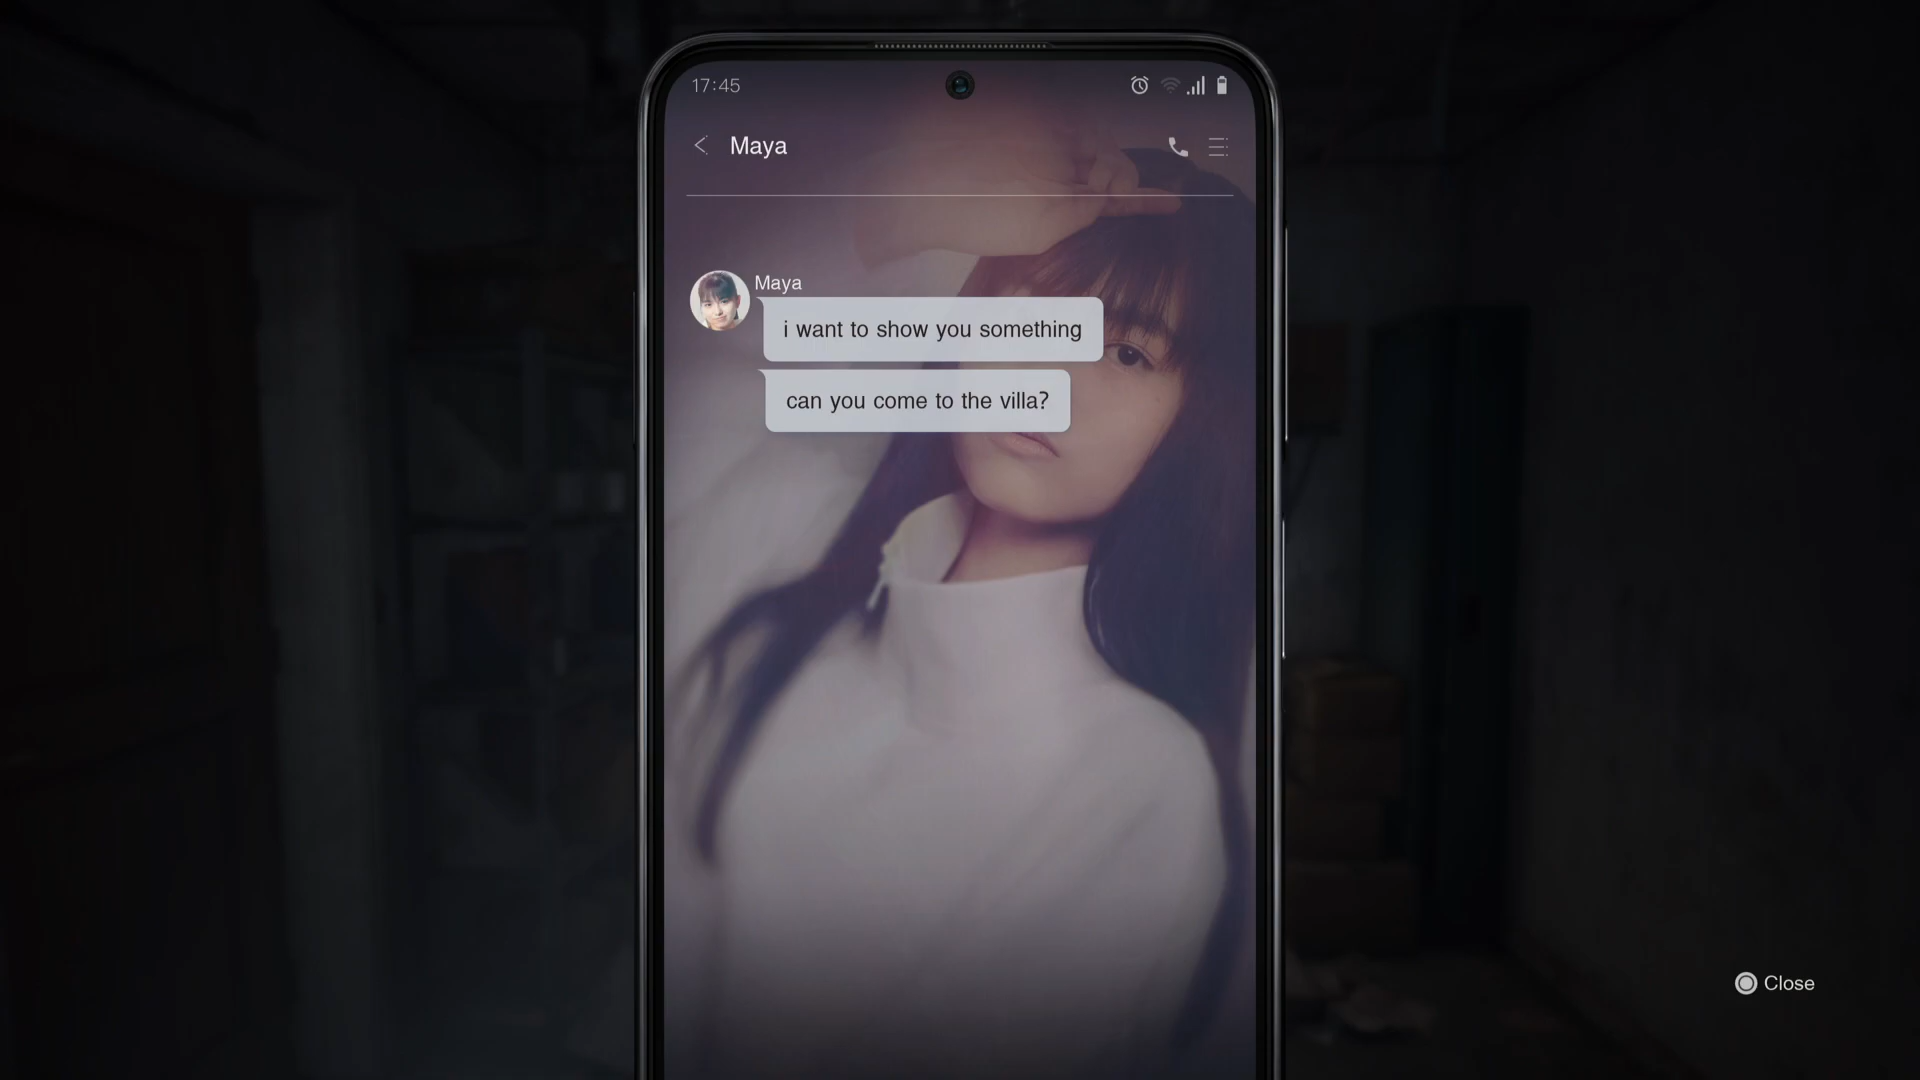 17:45
Maya
Maya
i want to show you something
can you come to the villa?
Close